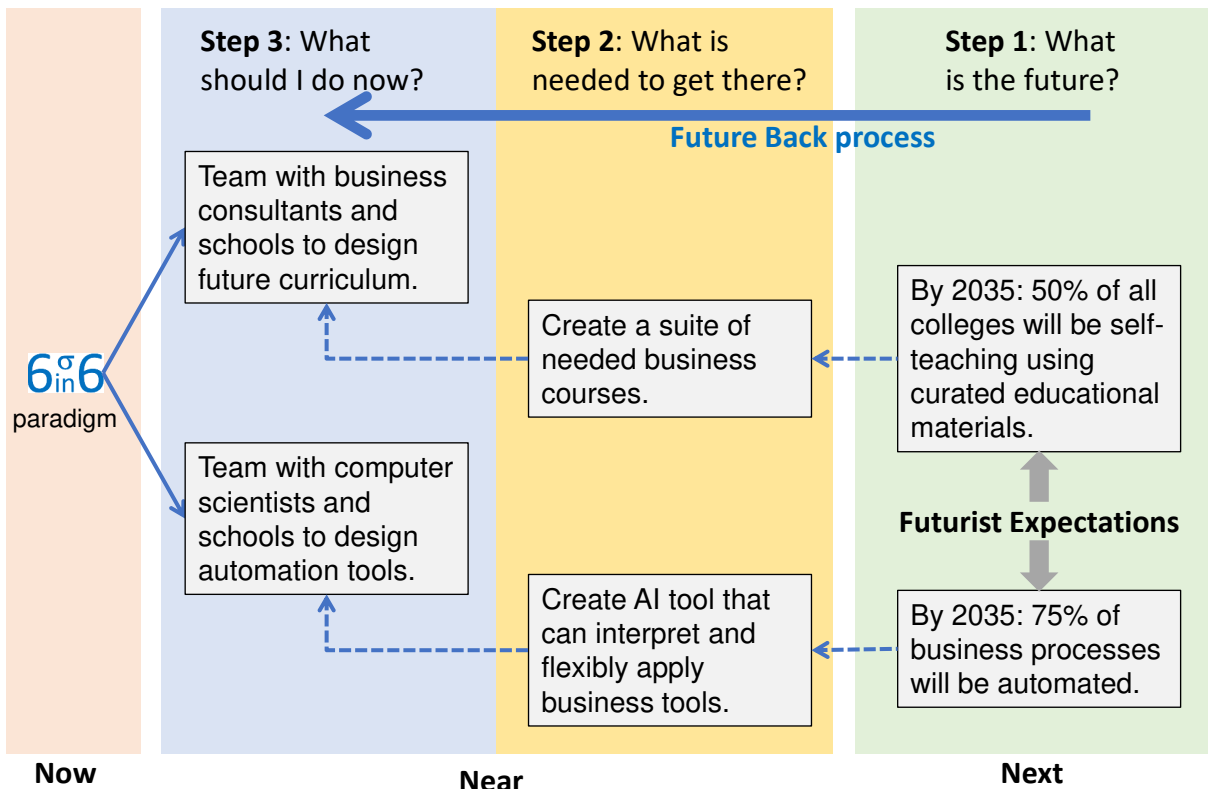 Step 3: What
should I do now?
Step 2: What is
needed to get there?
Step 1: What
is the future?
Future Back process
Team with business
consultants and
schools to design
future curriculum.
Create a suite of
needed business
courses.
By 2035: 50% of all
colleges will be self-
teaching using
curated educational
materials.
6σin6
paradigm
Team with computer
scientists and
schools to design
automation tools.
Futurist Expectations
Create AI tool that
can interpret and
flexibly apply
business tools.
By 2035: 75% of
business processes
will be automated.
Now
Near
Next